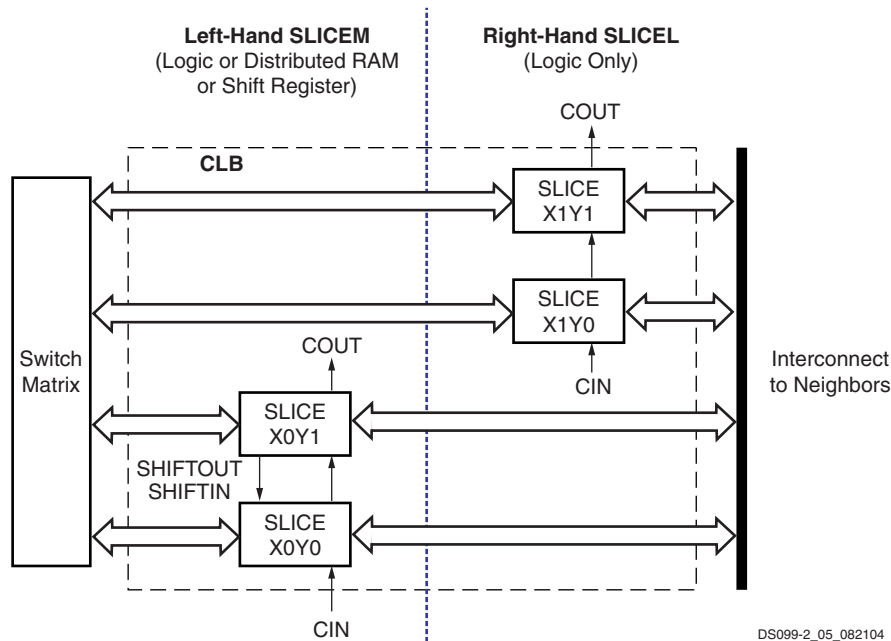 Left-Hand SLICEM
(Logic or Distributed RAM
or Shift Register)
Right-Hand SLICEL
(Logic Only)
COUT
CLB
SLICE
X1Y1
SLICE
X1Y0
COUT
CIN
Switch
Matrix
Interconnect
to Neighbors
SLICE
X0Y1
SHIFTOUT
SHIFTIN
SLICE
X0Y0
CIN
DS099-2_05_082104